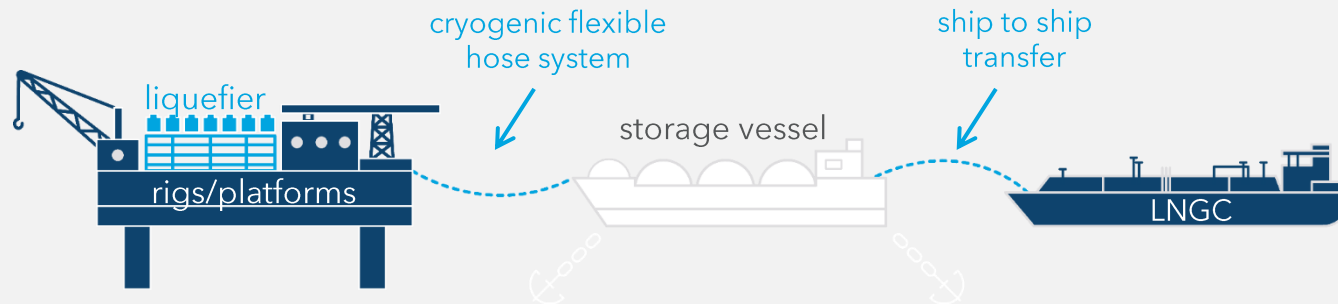 cryogenic flexible
hose system
ship to ship
transfer
liquefier
storage vessel
rigs/platforms
LNGC